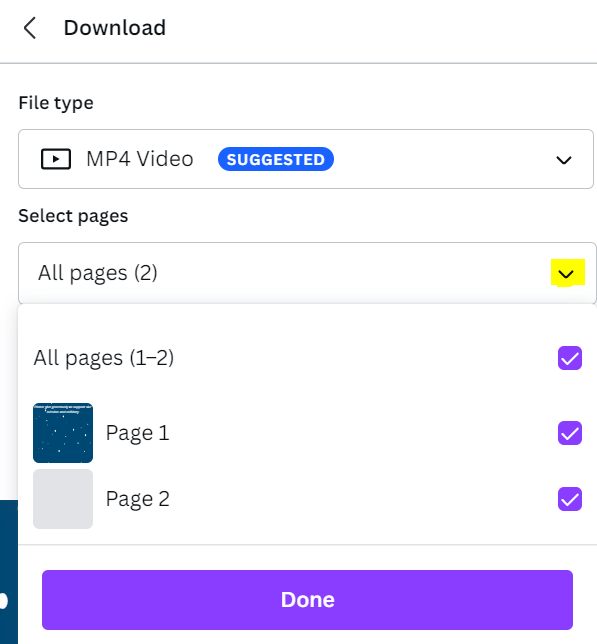 Download
File type
MP4 Video SUGGESTED
Select pages
All pages (2)
All pages (1–2)
Page 1
Page 2
Done